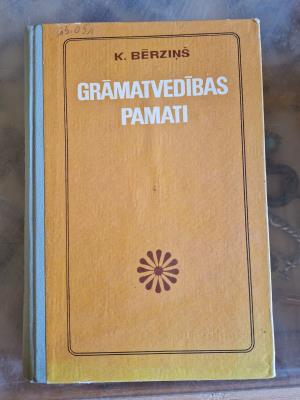 K. BĒRZIŅŠ
GRĀMATVEDĪBAS
PAMATI